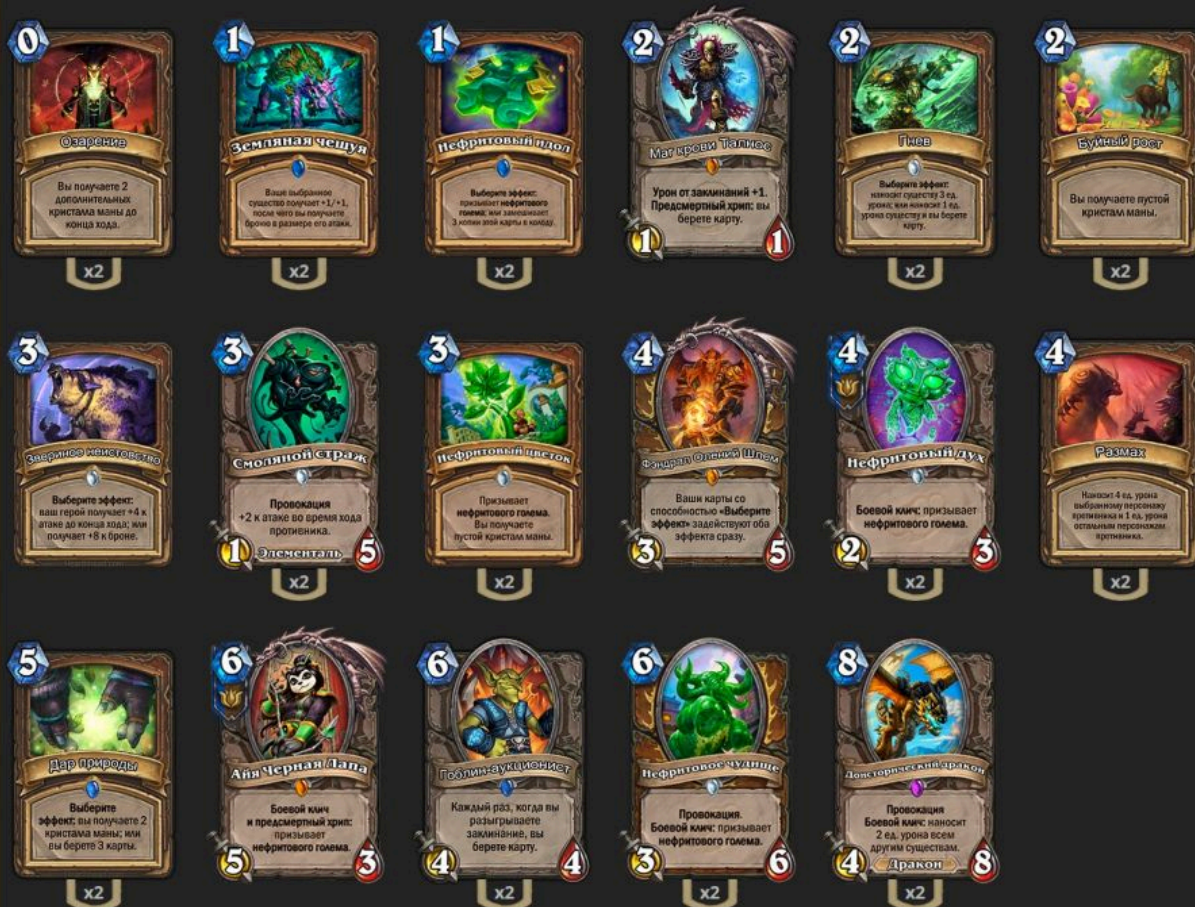 0
Озарение
Вы получаете 2
дополнительных
кристалла маны до
конца хода.
x2
1
Земляная чешуя
Ваше выбранное
существо получает +1/+1,
после чего вы получаете
броню в размере его атаки.
x2
1
Нефритовый идол
Выберите эффект:
призывает нефритового
голема; или замешивает
3 копии этой карты в колоду.
x2
2
Маг крови Талнос
Урон от заклинаний +1.
Предсмертный хрип: вы
берете карту.
1
1
2
Гнев
Выберите эффект:
наносит существу 3 ед.
урона; или наносит 1 ед.
урона существу и вы берете
карту.
x2
2
Буйный рост
Вы получаете пустой
кристалл маны.
x2
3
Звериное неистовство
Выберите эффект:
ваш герой получает +4 к
атаке до конца хода; или
получает +8 к броне.
3
Смоляной страж
Провокация
+2 к атаке во время хода
противника.
1
Элементаль
5
x2
3
Нефритовый цветок
Призывает
нефритового голема.
Вы получаете
пустой кристалл маны.
x2
4
Фэндрал Олений Шлем
Ваши карты со
способностью «Выберите
эффект» задействуют оба
эффекта сразу.
3
5
4
Нефритовый дух
Боевой клич: призывает
нефритового голема.
2
3
x2
4
Размах
Наносит 4 ед. урона
выбранному персонажу
противника и 1 ед. урона
остальным персонажам
противника.
x2
5
Дар природы
Выберите
эффект: вы получаете 2
кристалла маны; или
вы берете 3 карты.
x2
6
Айя Черная Лапа
Боевой клич
и предсмертный хрип:
призывает
нефритового голема.
5
3
6
Гоблин-аукционист
Каждый раз, когда вы
разыгрываете
заклинание, вы
берете карту.
4
4
x2
6
Нефритовое чудище
Провокация.
Боевой клич: призывает
нефритового голема.
3
6
x2
8
Доисторический дракон
Провокация
Боевой клич: наносит
2 ед. урона всем
другим существам.
4
Дракон
8
x2